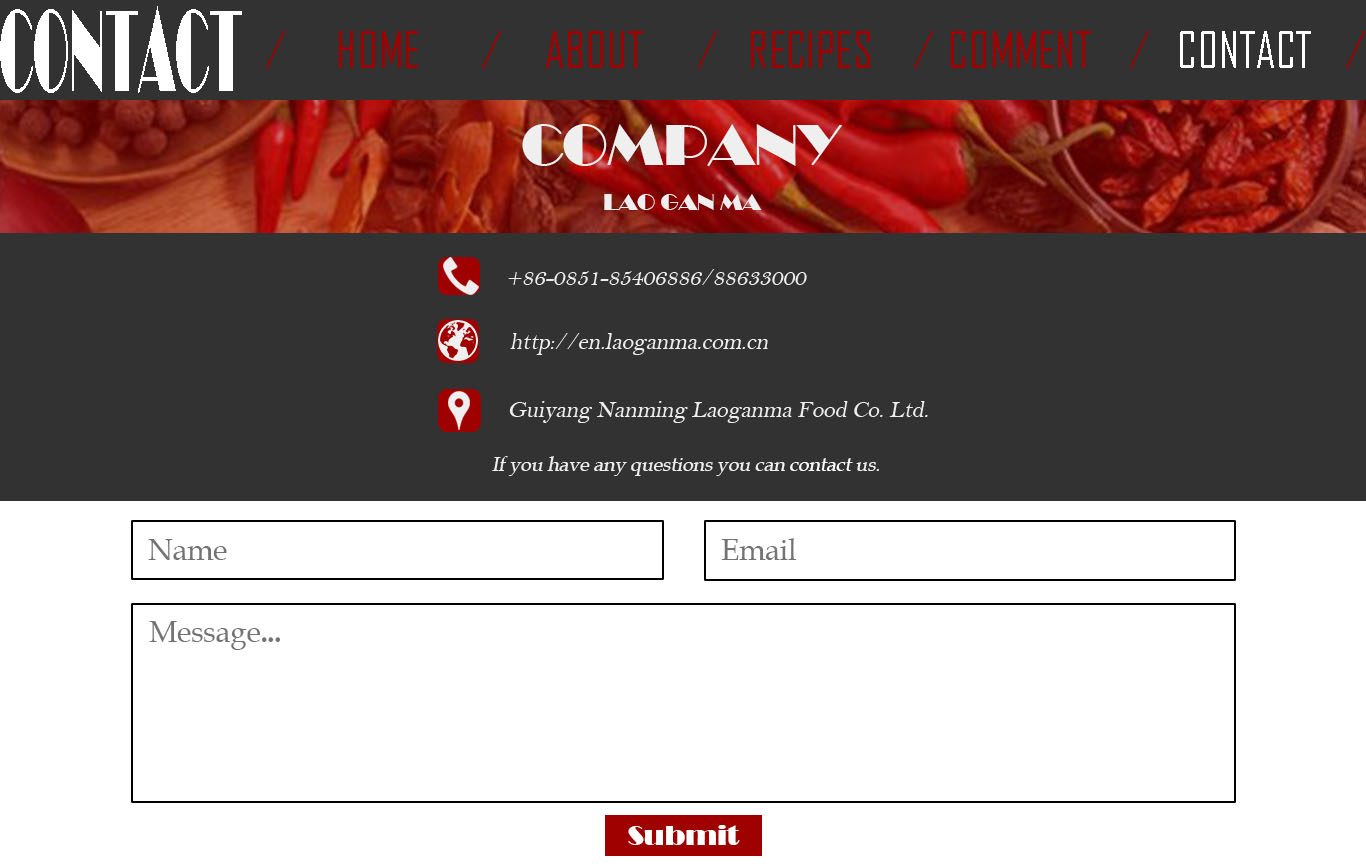 CONTACT / HOME / ABOUT / RECIPES / COMMENT / CONTACT /
COMPANY
LAO GAN MA
+86-0851-85406886/88633000
http://en.laoganma.com.cn
Guiyang Nanming Laoganma Food Co. Ltd.
If you have any questions you can contact us.
Name Email
Message...
Submit